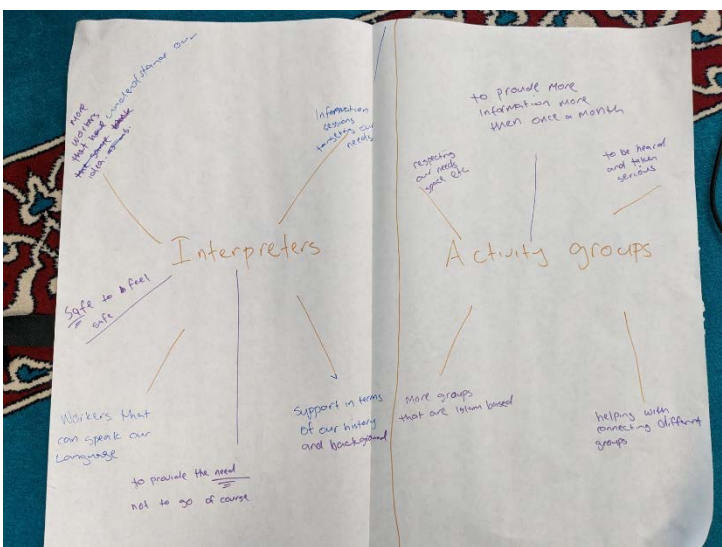 More
workers
that have understand our
idea
Information
sessions
targeting our
needs
Interpreters
Safe to feel
safe
Workers that
can speak our
Language
to provide the need
not to go of course
Support in terms
of our history
and background
to provide More
information more
then once a month
respecting
our needs
space etc
to be heared
and taken
serious
Activity groups
More groups
that are islam based
helping with
connecting different
groups